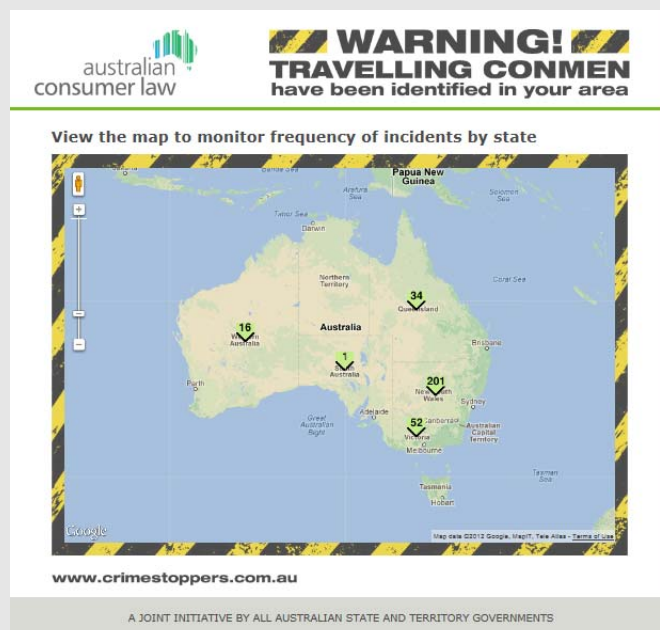 australian
consumer law
WARNING!
TRAVELLING CONMEN
have been identified in your area
View the map to monitor frequency of incidents by state
Papua New
Guinea
Banda Sea
Arafura
Sea
Solomon
Sea
Timor Sea
Darwin
Northern
Territory
Coral Sea
34
Queensland
16
Western
Australia
Australia
1
South
Australia
Brisbane
Perth
201
New South
Wales
Sydney
Great
Australian
Bight
Adelaide
52
Canberra
Australian
Capital
Territory
Victoria
Melbourne
Tasman
Sea
Tasmania
Hobart
Google
Map data ©2012 Google, MapIT, Tele Atlas - Terms of Use
www.crimestoppers.com.au
A JOINT INITIATIVE BY ALL AUSTRALIAN STATE AND TERRITORY GOVERNMENTS